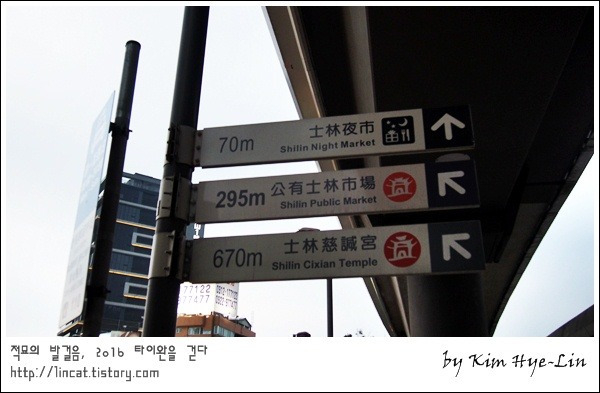 70m 士林夜市
Shilin Night Market
295m 公有士林市場
Shilin Public Market
670m 士林慈諴宮
Shilin Cixian Temple
77122
77477
적묘의 발걸음, 2016 타이완을 걷다
http://lincat.tistory.com
by Kim Hye-Lin